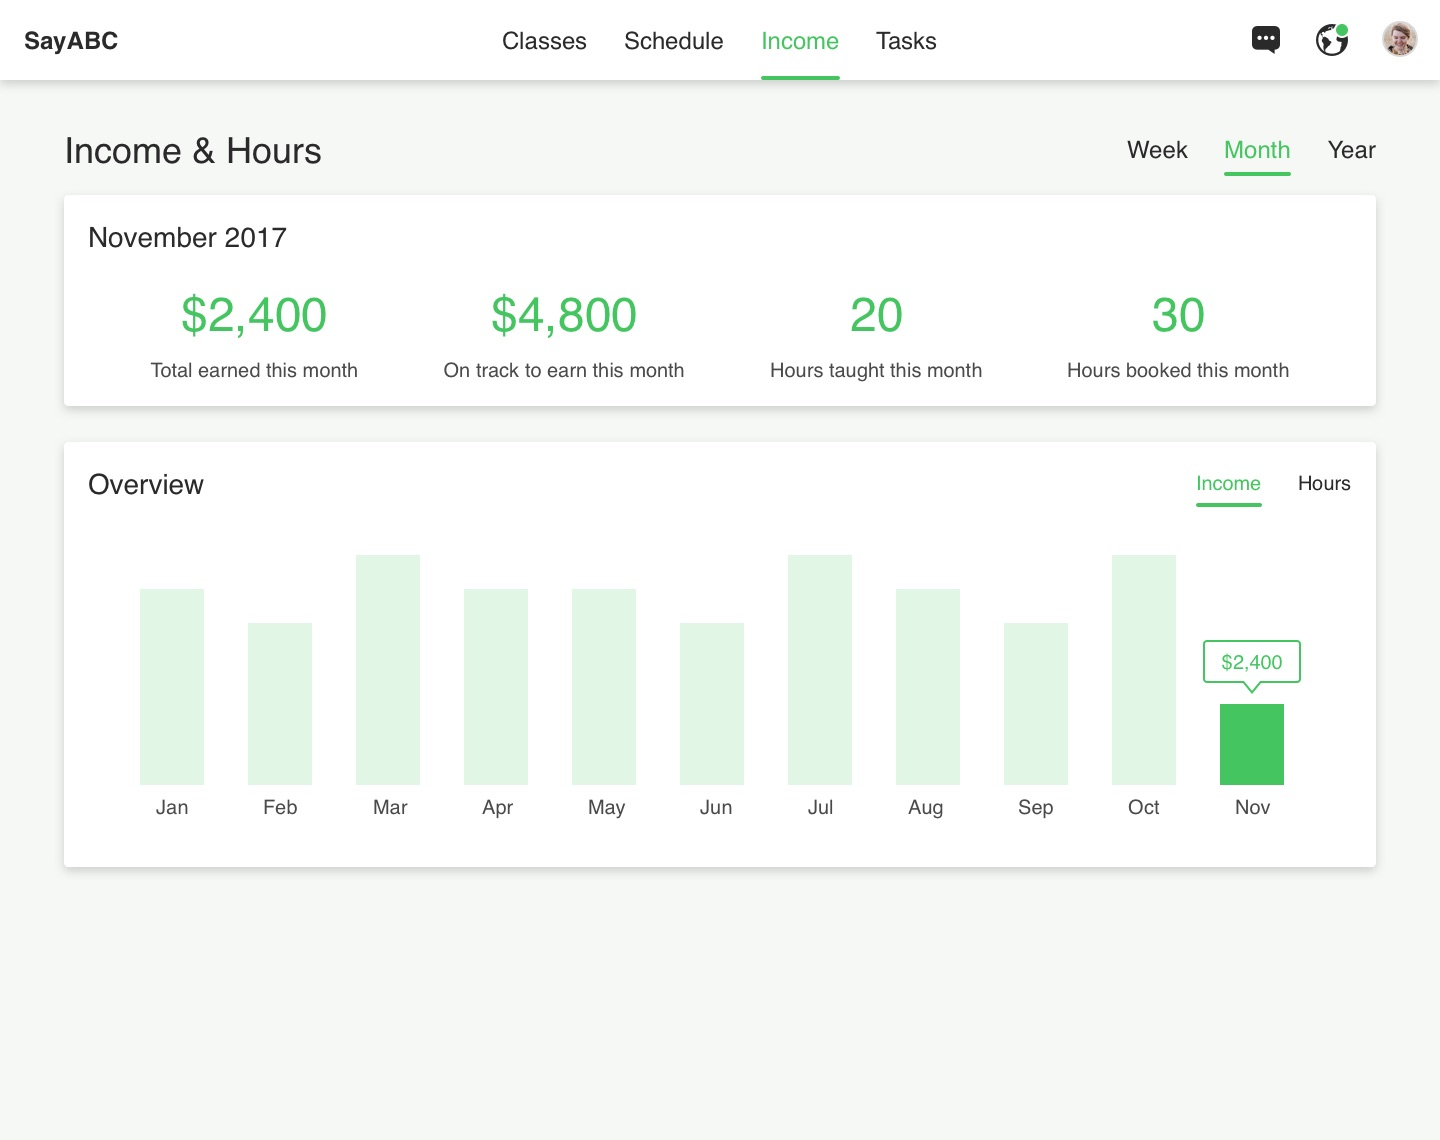 SayABC
Classes Schedule Income Tasks
Income & Hours
Week Month Year
November 2017
$2,400 $4,800 20 30
Total earned this month On track to earn this month Hours taught this month Hours booked this month
Overview
Income Hours
$2,400
Jan Feb Mar Apr May Jun Jul Aug Sep Oct Nov